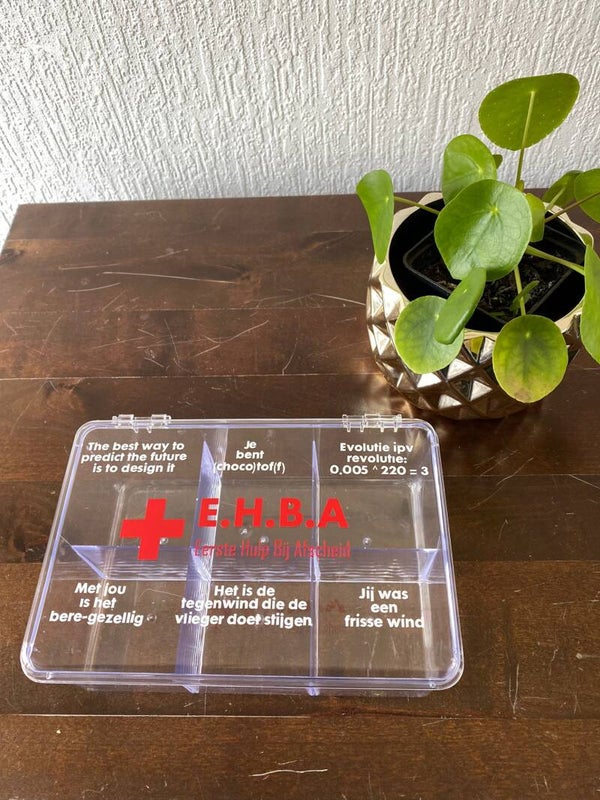 The best way to
predict the future
is to design it
Je
bent
(choco)tof(f)
Evolutie ipv
revolutie:
0,005 ^ 220 = 3
E.H.B.A
Eerste Hulp Bij Afscheid
Met jou
is het
bere-gezellig
Het is de
tegenwind die de
vlieger doet stijgen
Jij was
een
frisse wind